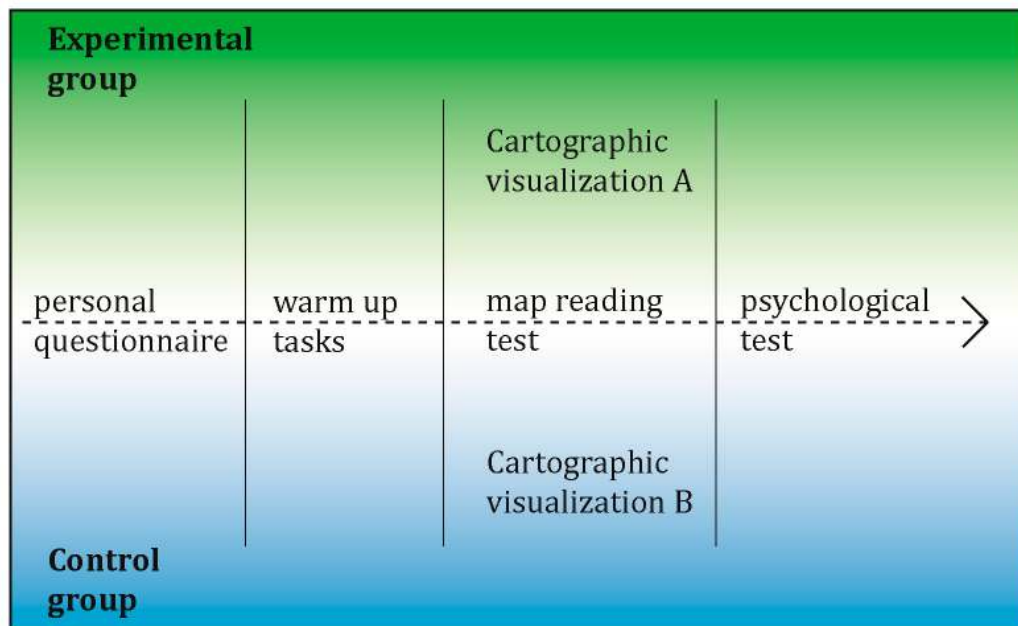 Experimental
group
Cartographic
visualization A
personal
questionnaire
warm up
tasks
map reading
test
psychological
test
Cartographic
visualization B
Control
group